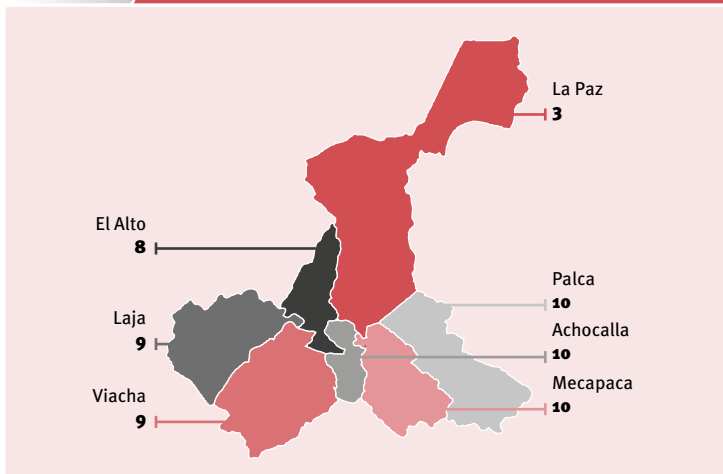 La Paz
3
El Alto
8
Laja
9
Viacha
9
Palca
10
Achocalla
10
Mecapaca
10